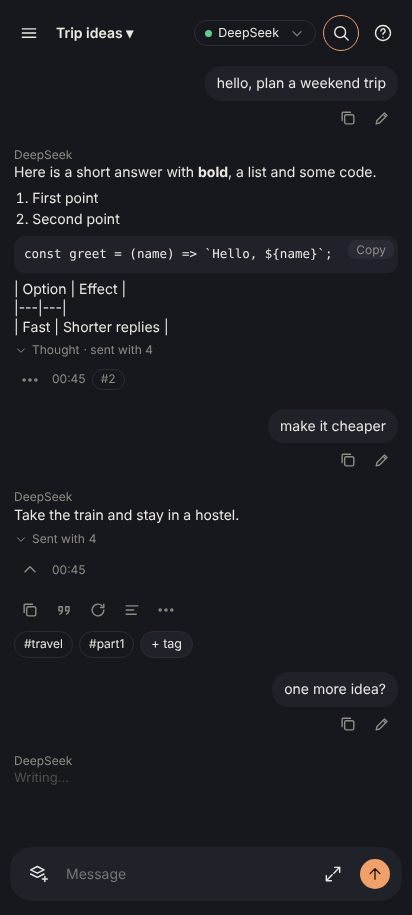 Trip ideas ▾
DeepSeek
hello, plan a weekend trip
DeepSeek
Here is a short answer with bold, a list and some code.
1. First point
2. Second point
const greet = (name) => `Hello, ${name}`;
Copy
| Option | Effect |
|---|---|
| Fast | Shorter replies |
Thought · sent with 4
00:45 #2
make it cheaper
DeepSeek
Take the train and stay in a hostel.
Sent with 4
00:45
#travel #part1 + tag
one more idea?
DeepSeek
Writing...
Message